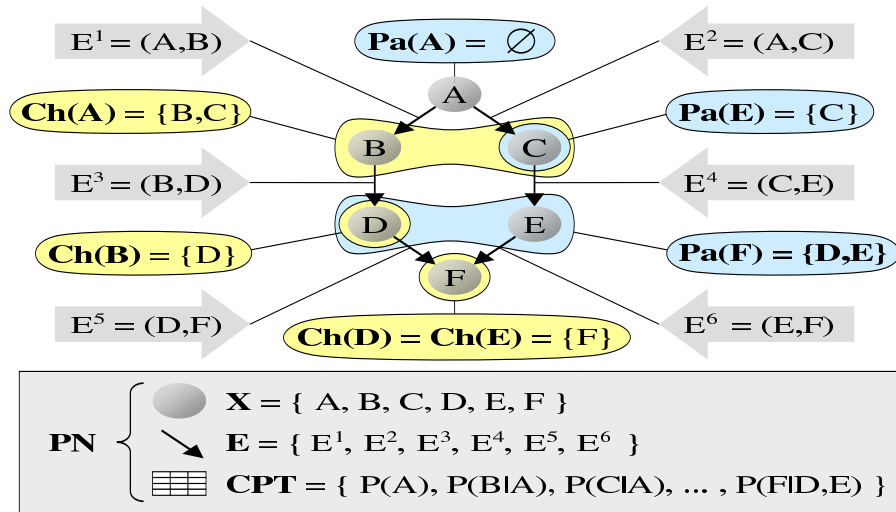 E¹ = (A,B)
Pa(A) = ∅
E² = (A,C)
A
Ch(A) = {B,C}
Pa(E) = {C}
B
C
E³ = (B,D)
E⁴ = (C,E)
D
E
Ch(B) = {D}
Pa(F) = {D,E}
F
E⁵ = (D,F)
E⁶ = (E,F)
Ch(D) = Ch(E) = {F}
X = { A, B, C, D, E, F }
PN
E = { E¹, E², E³, E⁴, E⁵, E⁶ }
CPT = { P(A), P(B|A), P(C|A), ... , P(F|D,E) }